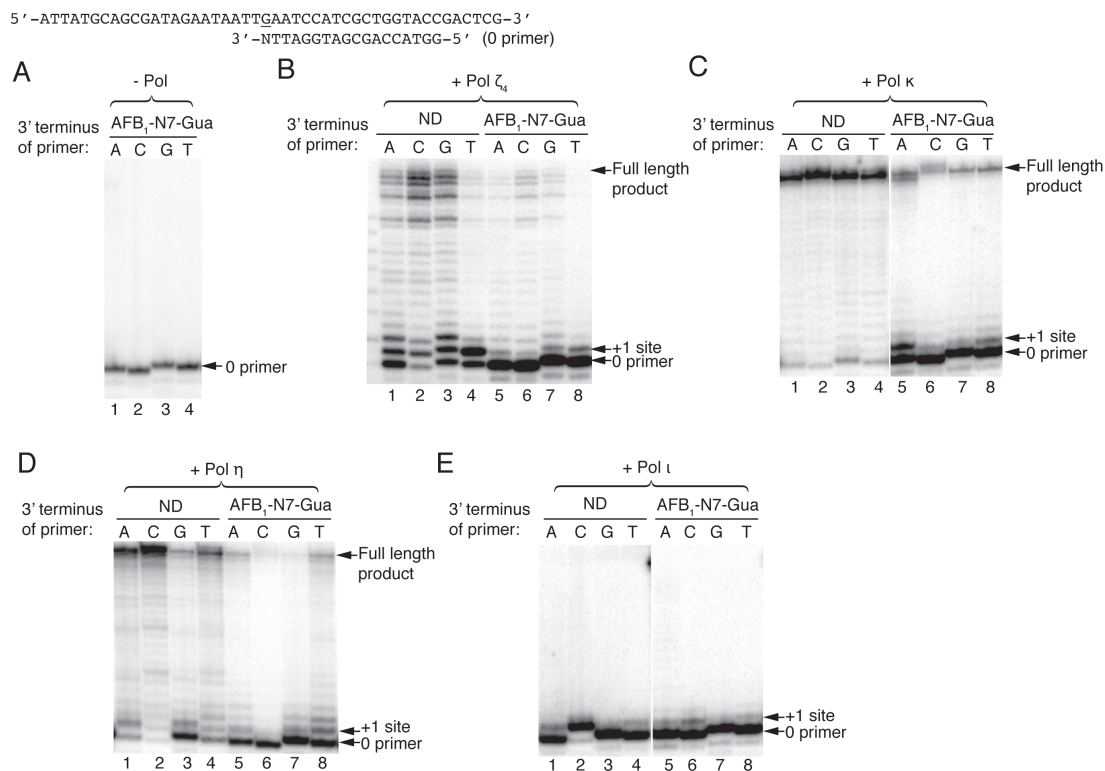 5′-ATTATGCAGCGATAGAATAATTGAATCCATCGCTGGTACCGACTCG-3′
3′-NTTAGGTAGCGACCATGG-5′ (0 primer)
A
- Pol
AFB1-N7-Gua
3’ terminus
of primer:
A C G T
0 primer
1 2 3 4
B
+ Pol ζ4
ND AFB1-N7-Gua
3’ terminus
of primer:
A C G T A C G T
Full length
product
+1 site
0 primer
1 2 3 4 5 6 7 8
C
+ Pol κ
ND AFB1-N7-Gua
3’ terminus
of primer:
A C G T A C G T
Full length
product
+1 site
0 primer
1 2 3 4 5 6 7 8
D
+ Pol η
ND AFB1-N7-Gua
3’ terminus
of primer:
A C G T A C G T
Full length
product
+1 site
0 primer
1 2 3 4 5 6 7 8
E
+ Pol ι
ND AFB1-N7-Gua
3’ terminus
of primer:
A C G T A C G T
+1 site
0 primer
1 2 3 4 5 6 7 8